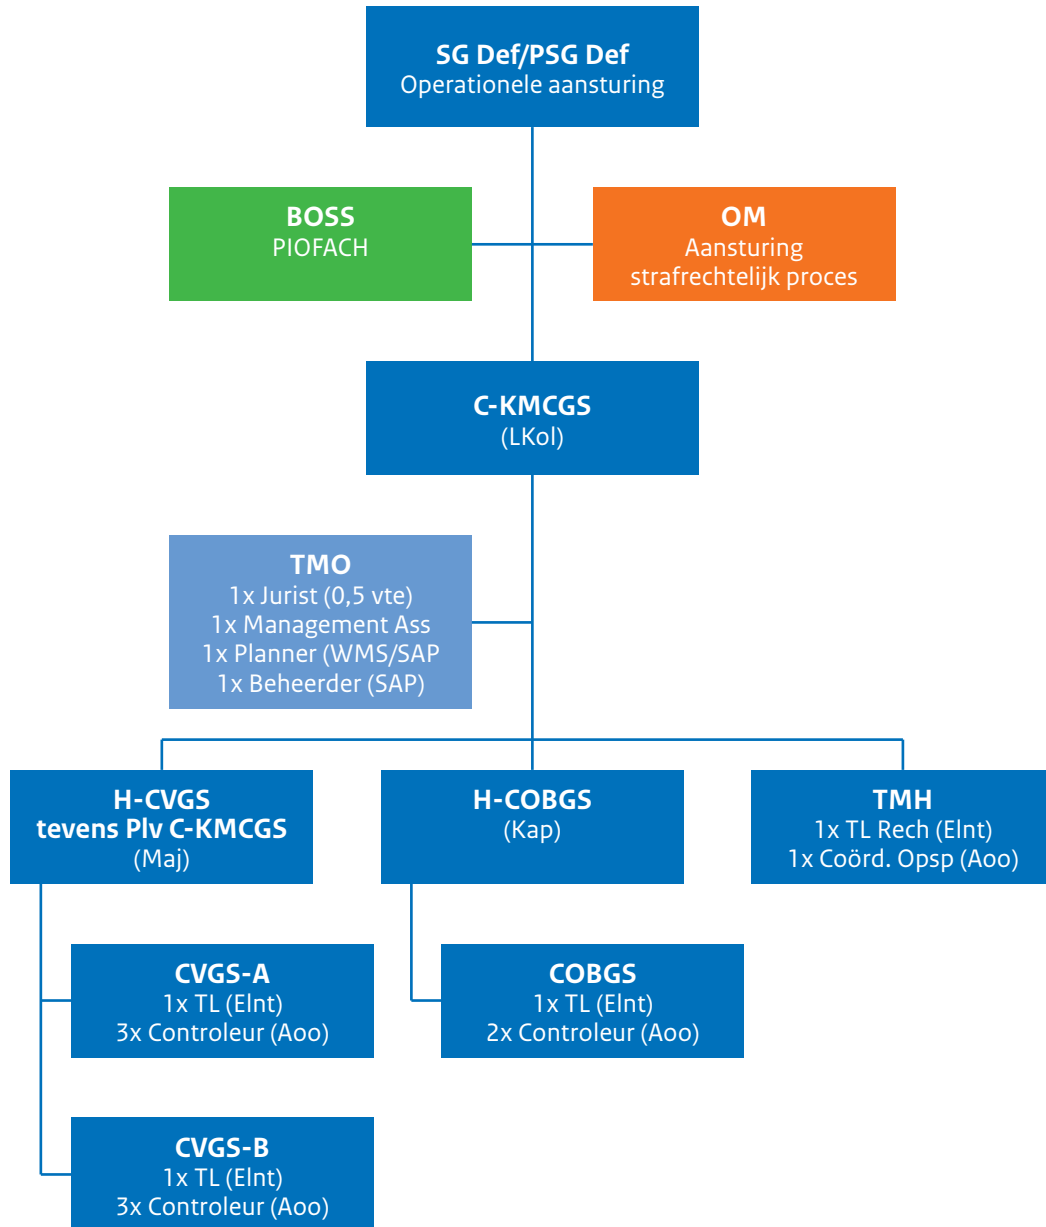 SG Def/PSG Def
Operationele aansturing
BOSS
PIOFACH
OM
Aansturing
strafrechtelijk proces
C-KMCGS
(LKol)
TMO
1x Jurist (0,5 vte)
1x Management Ass
1x Planner (WMS/SAP
1x Beheerder (SAP)
H-CVGS
tevens Plv C-KMCGS
(Maj)
H-COBGS
(Kap)
TMH
1x TL Rech (Elnt)
1x Coörd. Opsp (Aoo)
CVGS-A
1x TL (Elnt)
3x Controleur (Aoo)
COBGS
1x TL (Elnt)
2x Controleur (Aoo)
CVGS-B
1x TL (Elnt)
3x Controleur (Aoo)